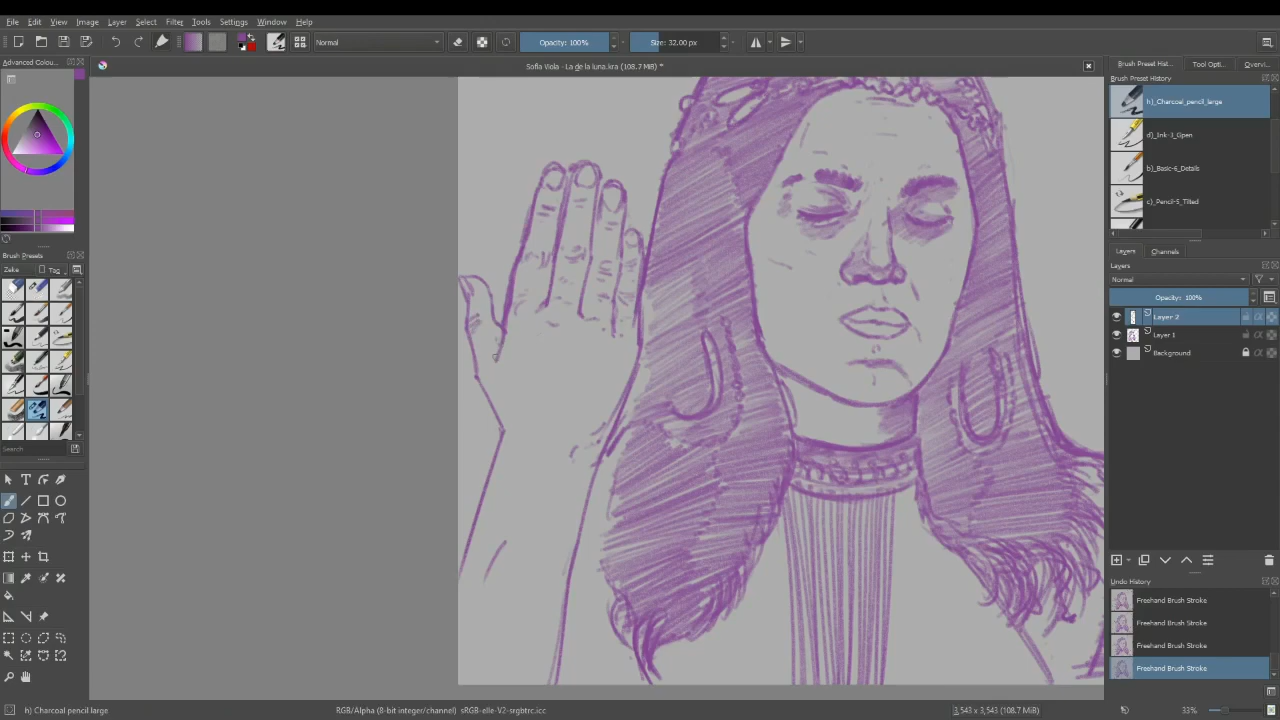 File Edit View Image Layer Select Filter Tools Settings Window Help
Normal
Opacity: 100%
Size: 32.00 px
Advanced Colou...
Sofia Viola - La de la luna.kra (108.7 MiB) *
Brush Preset Hist...
Tool Opti...
Overvi...
Brush Preset History
h)_Charcoal_pencil_large
d)_Ink-3_Gpen
b)_Basic-6_Details
c)_Pencil-5_Tilted
Layers
Channels
Layers
Normal
Opacity: 100%
Layer 2
Layer 1
Background
Brush Presets
Zeke
Tag
Search
Undo History
Freehand Brush Stroke
Freehand Brush Stroke
Freehand Brush Stroke
Freehand Brush Stroke
h) Charcoal pencil large
RGB/Alpha (8-bit integer/channel) sRGB-elle-V2-srgbtrc.icc
3,543 x 3,543 (108.7 MiB)
33%